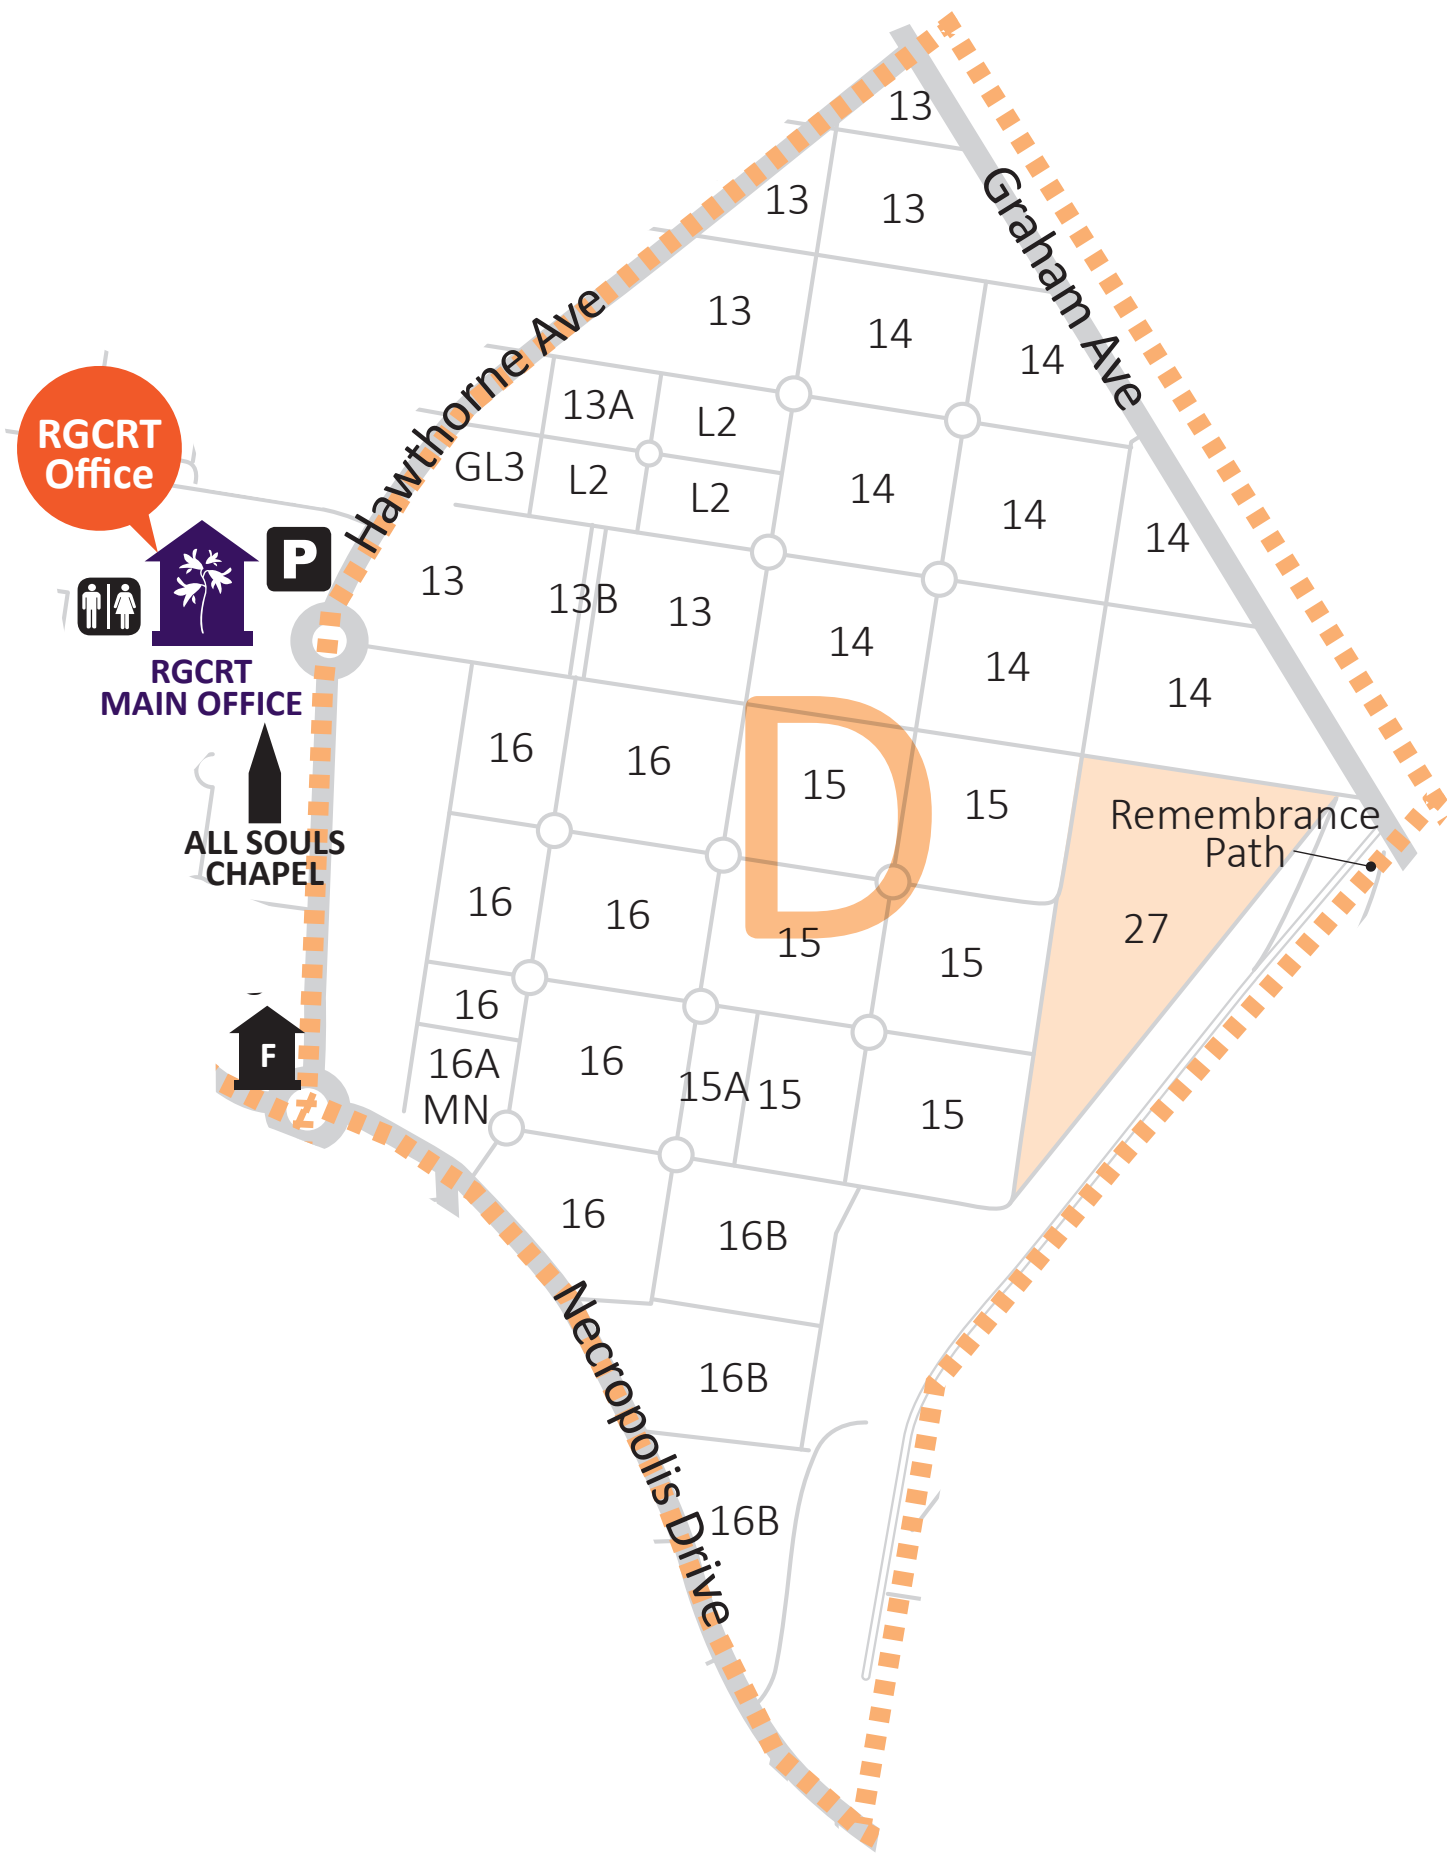 13
13
13
Graham Ave
Hawthorne Ave
13
14
14
13A
L2
RGCRT
Office
GL3
L2
L2
14
14
14
P
13
13B
13
14
14
14
RGCRT
MAIN OFFICE
16
16
D
15
15
Remembrance
Path
ALL SOULS
CHAPEL
16
16
15
15
27
16
F
16A
MN
16
15A
15
15
16
16B
Necropolis Drive
16B
16B